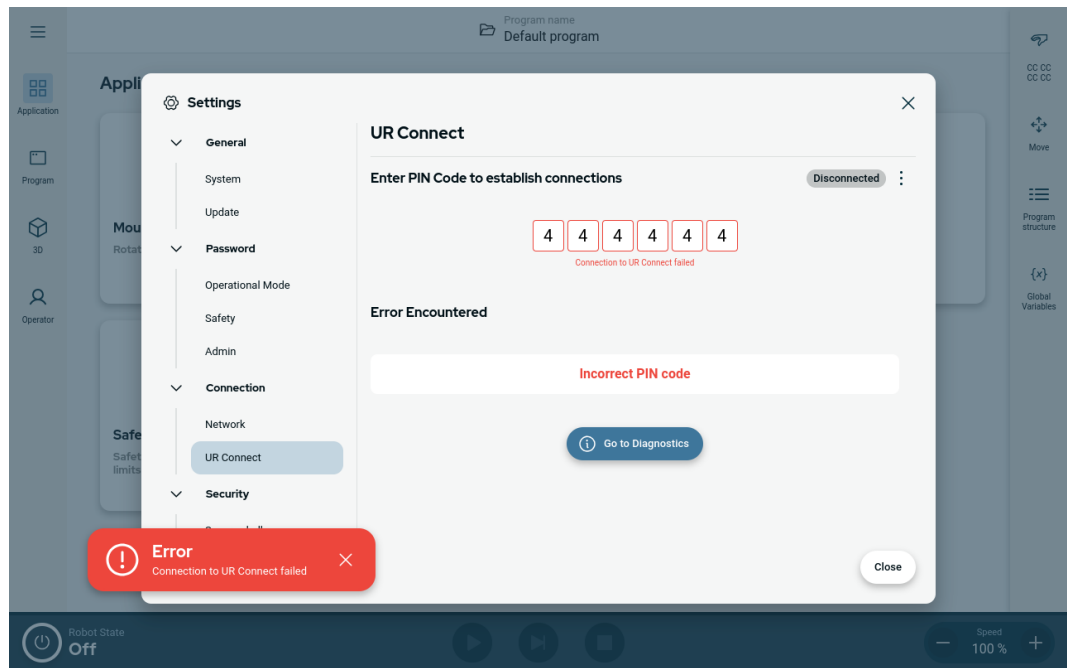 Program name
Default program
Application
Program
3D
Operator
Appli
Mou
Rotat
Safe
Safet
limits
Settings
General
System
Update
Password
Operational Mode
Safety
Admin
Connection
Network
UR Connect
Security
UR Connect
Enter PIN Code to establish connections
Disconnected
4 4 4 4 4 4
Connection to UR Connect failed
Error Encountered
Incorrect PIN code
Go to Diagnostics
Close
Error
Connection to UR Connect failed
CC CC
CC CC
Move
Program
structure
{x}
Global
Variables
Robot State
Off
Speed
100 %